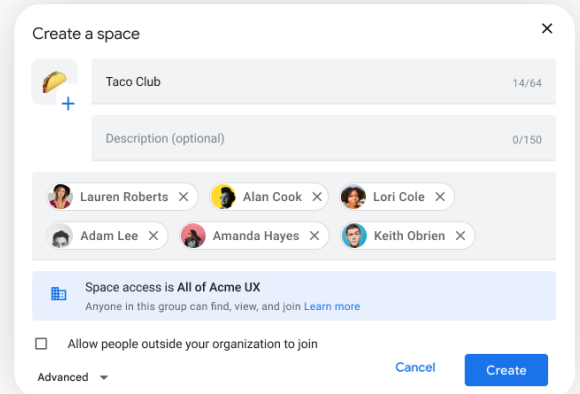 Create a space
Taco Club
14/64
Description (optional)
0/150
Lauren Roberts
Alan Cook
Lori Cole
Adam Lee
Amanda Hayes
Keith Obrien
Space access is All of Acme UX
Anyone in this group can find, view, and join Learn more
Allow people outside your organization to join
Advanced
Cancel
Create